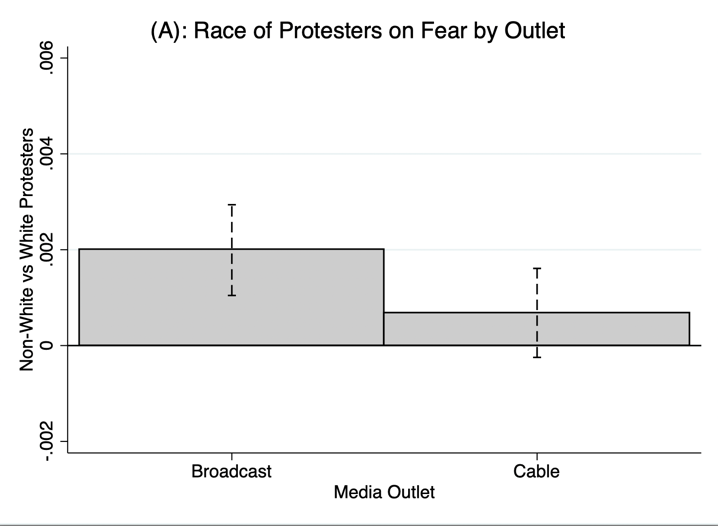 (A): Race of Protesters on Fear by Outlet
Non-White vs White Protesters
.006
.004
.002
0
-.002
Broadcast Cable
Media Outlet